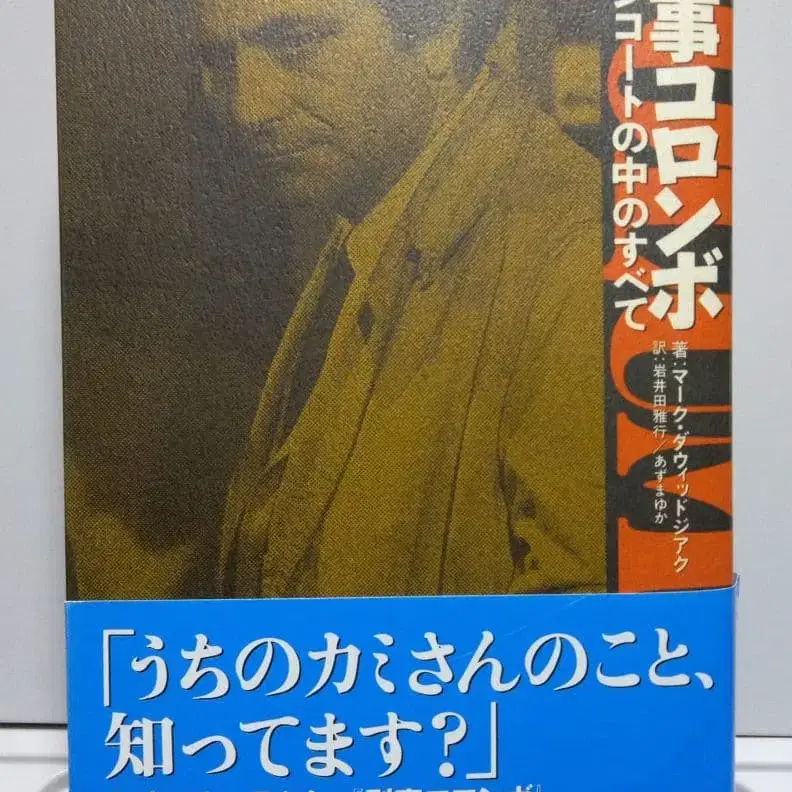 事コロンボ
ンコートの中のすべて
著:マーク・ダウィッドジアク
訳:岩井田雅行/あずまゆか
UM
「うちのカミさんのこと、
知ってます?」